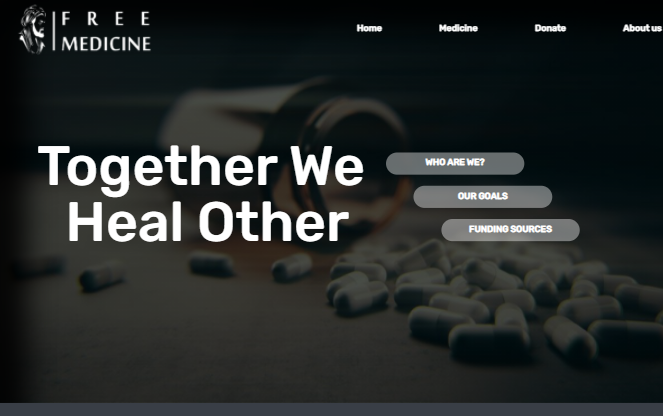 FREE
MEDICINE
Home
Medicine
Donate
About us
Together We
Heal Other
WHO ARE WE?
OUR GOALS
FUNDING SOURCES